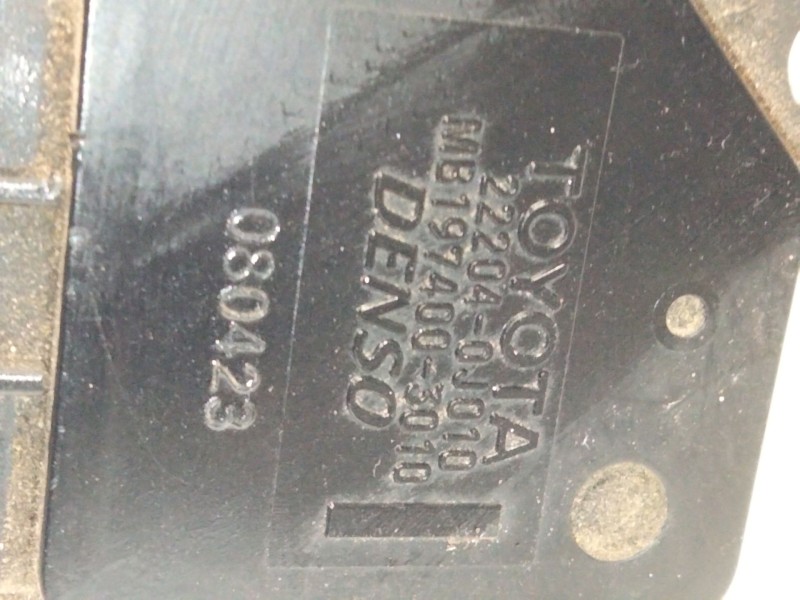 TOYOTA
22204-0J010
MB197400-3010
DENSO
080423